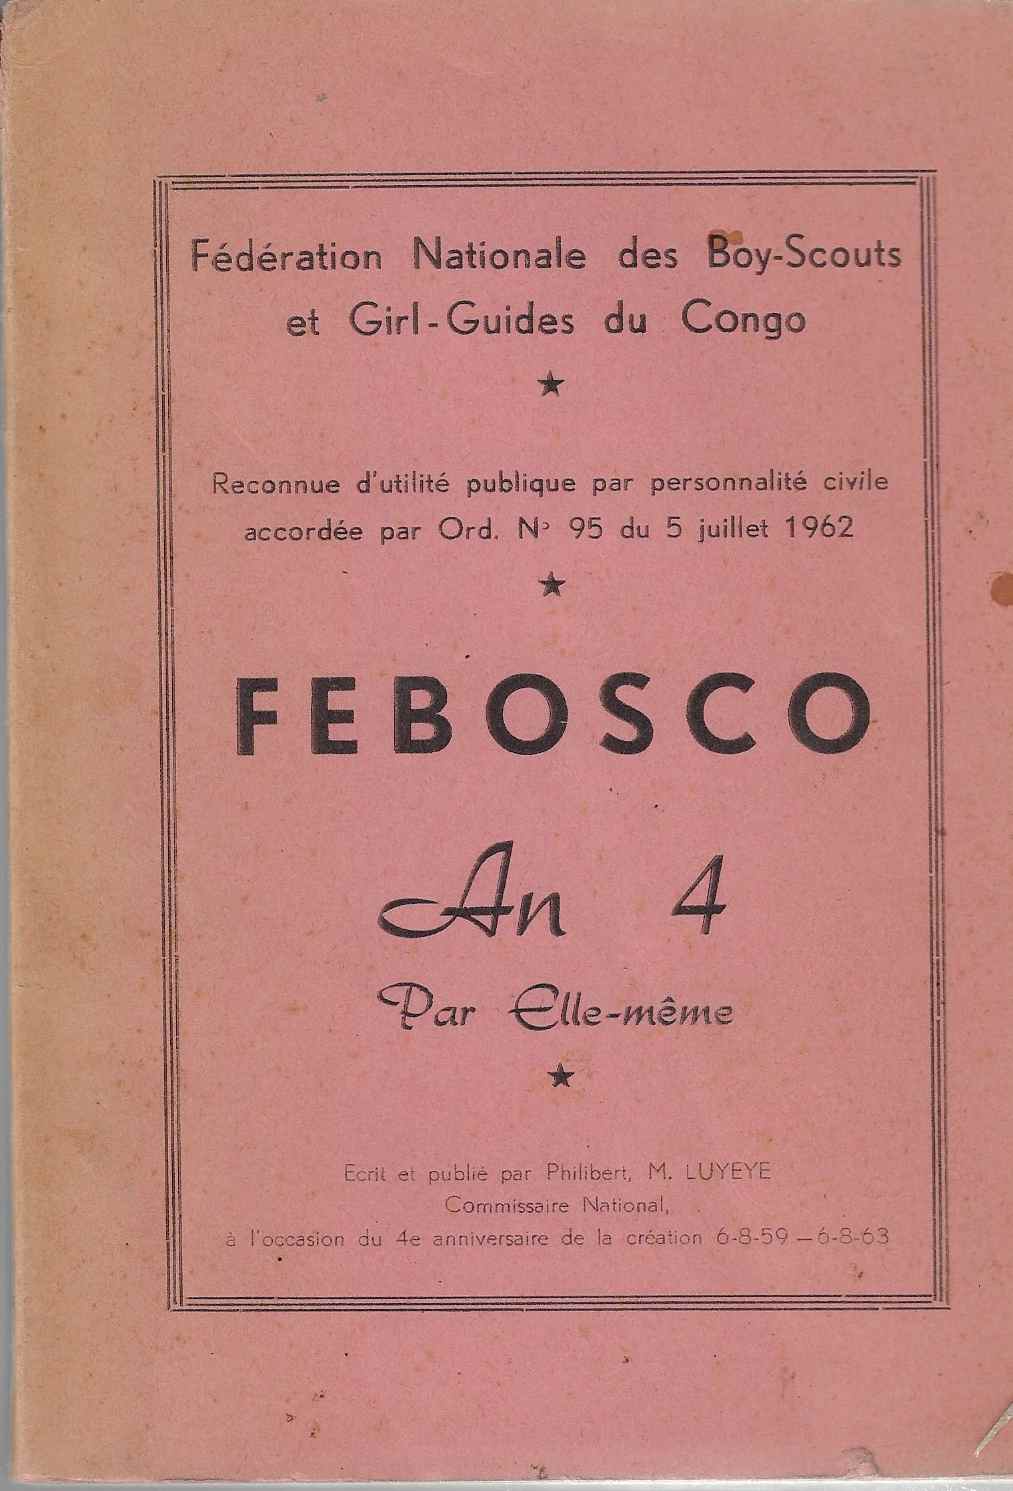 Fédération Nationale des Boy-Scouts
et Girl-Guides du Congo
★
Reconnue d'utilité publique par personnalité civile
accordée par Ord. N° 95 du 5 juillet 1962
★
FEBOSCO
An 4
Par Elle-même
★
Ecrit et publié par Philibert, M. LUYEYE
Commissaire National,
à l'occasion du 4e anniversaire de la création 6-8-59 — 6-8-63